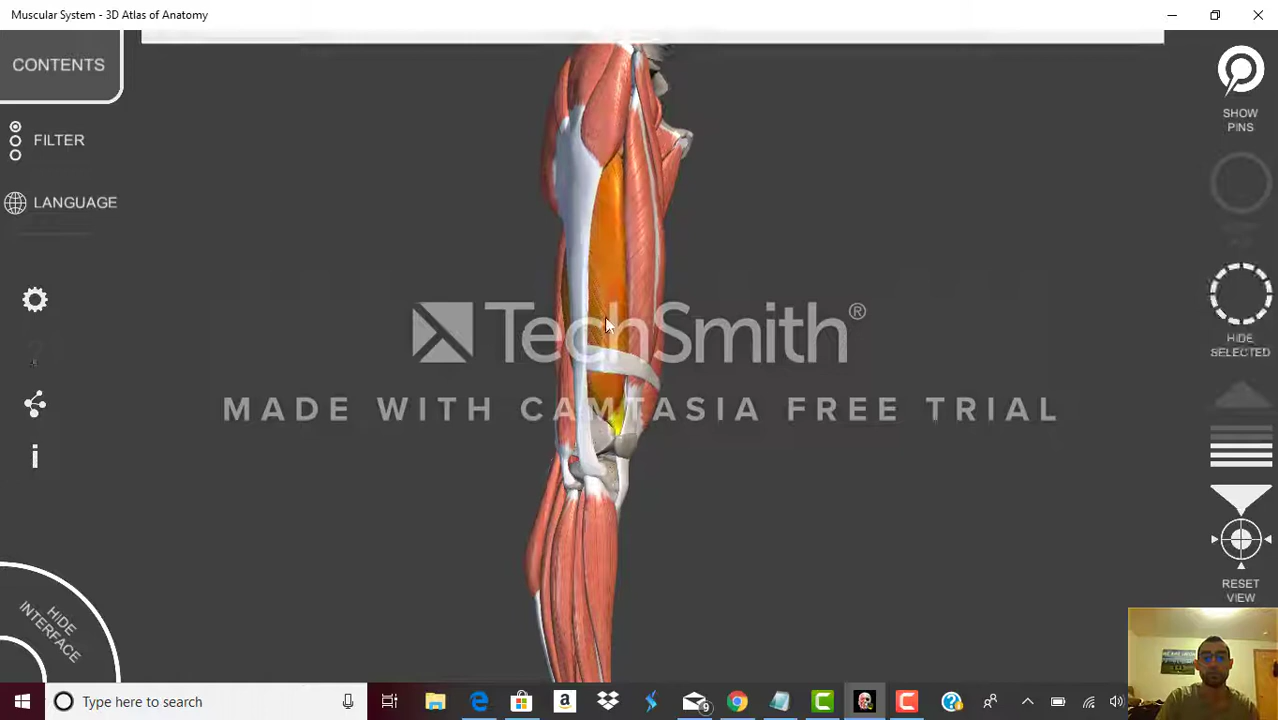 Muscular System - 3D Atlas of Anatomy
CONTENTS
FILTER
LANGUAGE
SHOW
PINS
HIDE
SELECTED
TechSmith®
MADE WITH CAMTASIA FREE TRIAL
i
RESET
VIEW
HIDE
INTERFACE
Type here to search
9